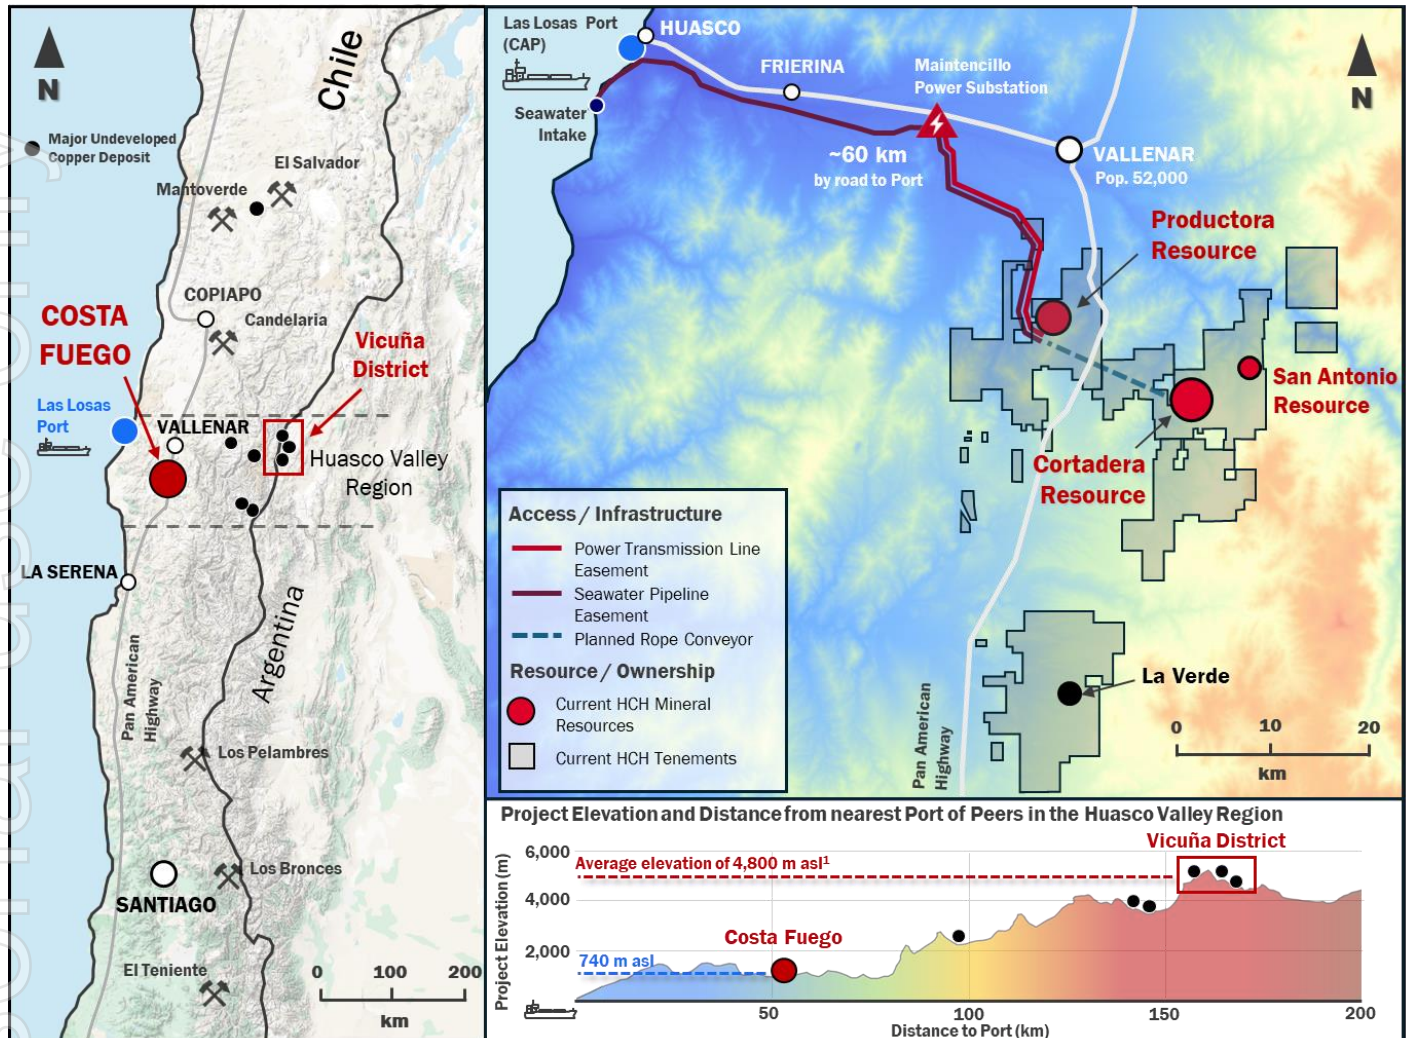 Chile
N
Major Undeveloped
Copper Deposit
El Salvador
Mantoverde
COPIAPO
Candelaria
COSTA
FUEGO
Vicuña
District
Las Losas
Port
VALLENAR
Huasco Valley
Region
LA SERENA
Argentina
Pan American
Highway
Los Pelambres
Los Bronces
SANTIAGO
El Teniente
0 100 200
km
Las Losas Port
(CAP)
HUASCO
Seawater
Intake
FRIERINA
Maintencillo
Power Substation
N
~60 km
by road to Port
VALLENAR
Pop. 52,000
Productora
Resource
San Antonio
Resource
Cortadera
Resource
La Verde
Pan American
Highway
0 10 20
km
Access / Infrastructure
Power Transmission Line
Easement
Seawater Pipeline
Easement
Planned Rope Conveyor
Resource / Ownership
Current HCH Mineral
Resources
Current HCH Tenements
Project Elevation and Distance from nearest Port of Peers in the Huasco Valley Region
Vicuña District
Project Elevation (m)
6,000
Average elevation of 4,800 m asl¹
4,000
Costa Fuego
2,000
740 m asl
50 100 150 200
Distance to Port (km)